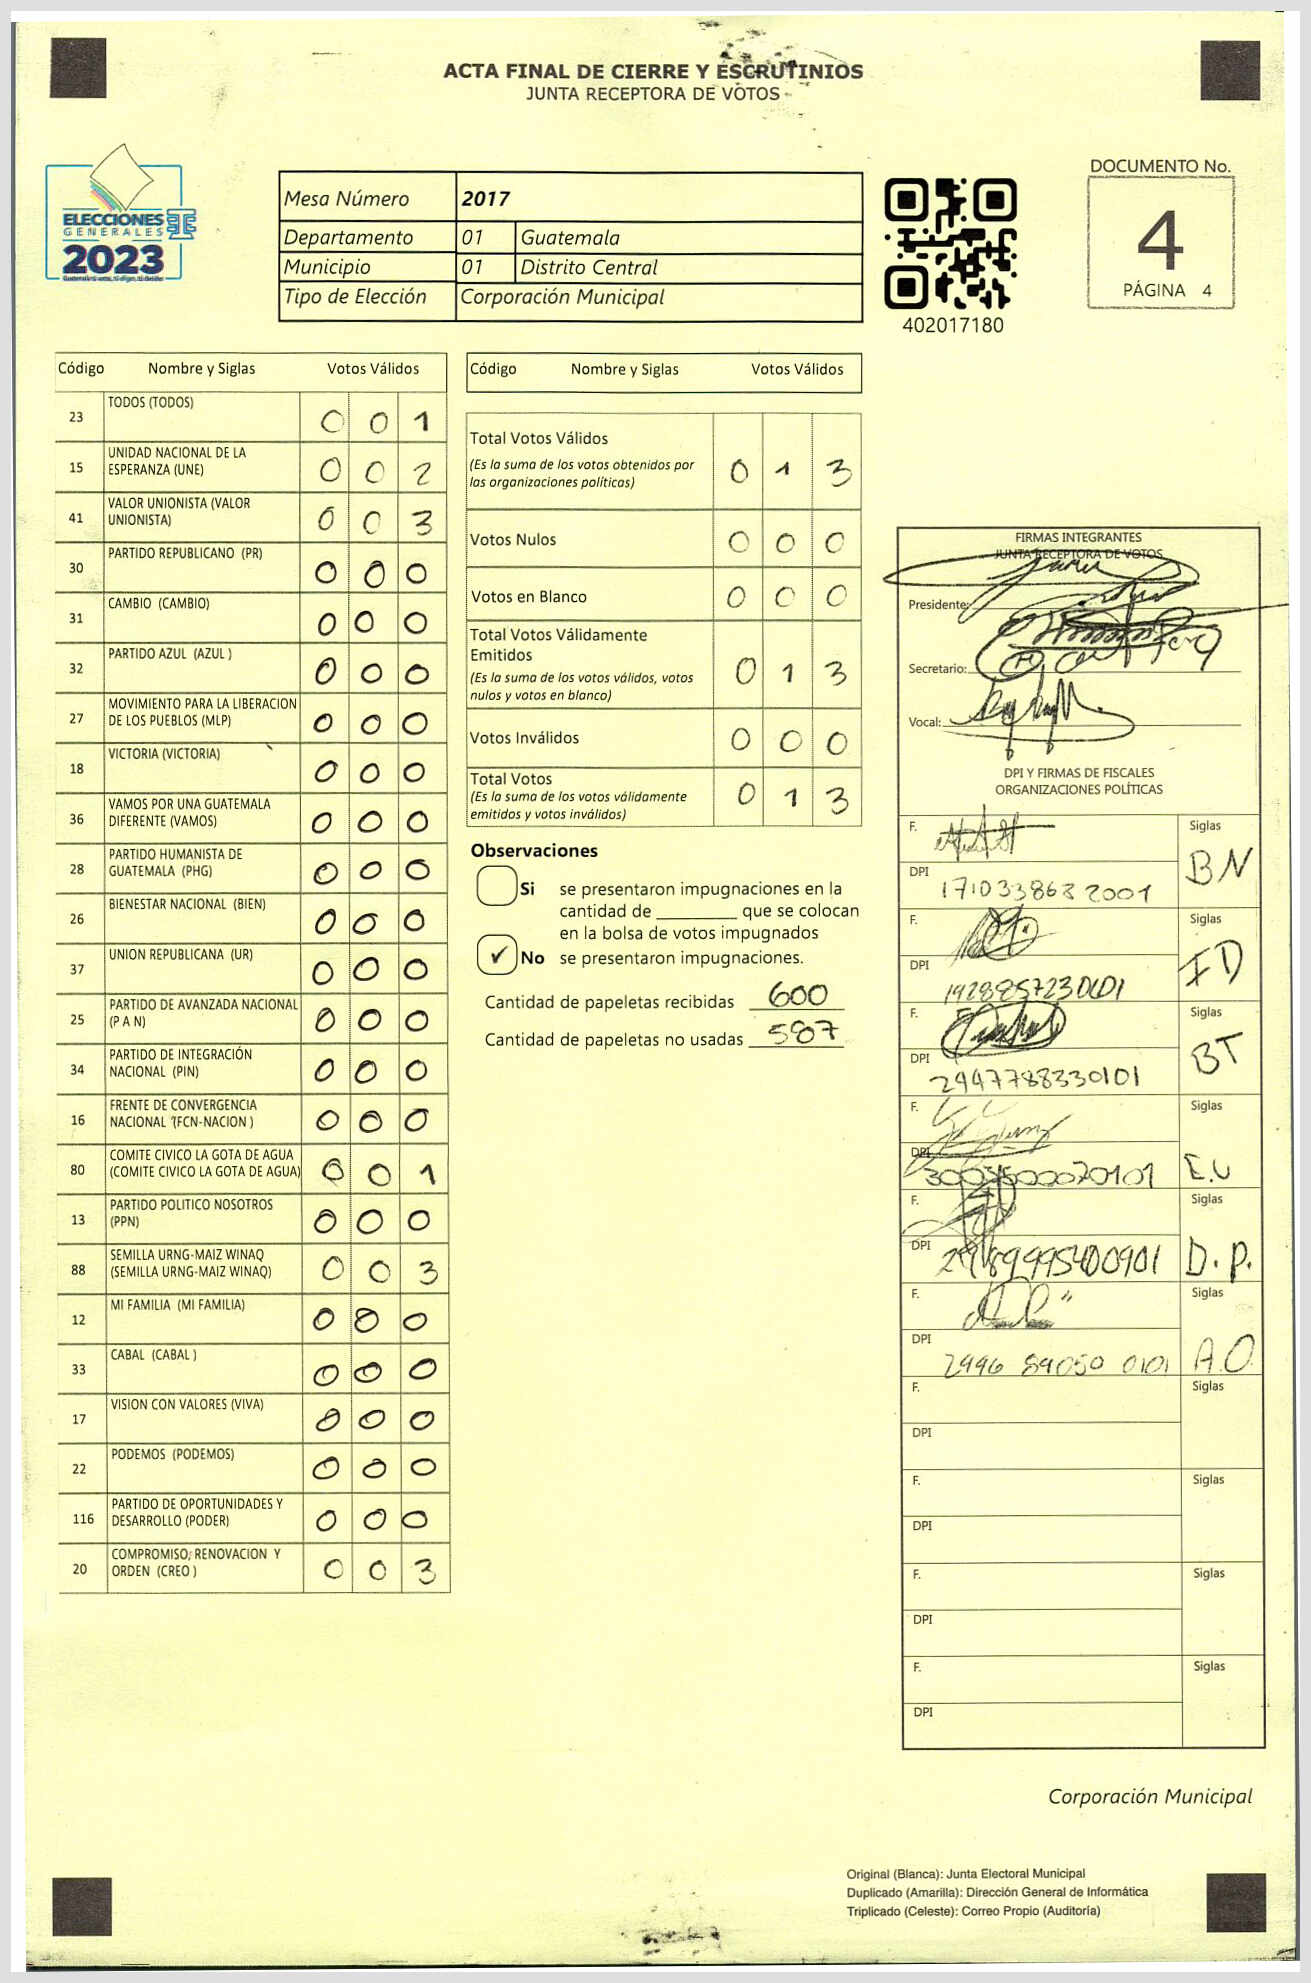 ACTA FINAL DE CIERRE Y ESCRUTINIOS
JUNTA RECEPTORA DE VOTOS
ELECCIONES
GENERALES
2023
Mesa Número 2017
Departamento 01 Guatemala
Municipio 01 Distrito Central
Tipo de Elección Corporación Municipal
402017180
DOCUMENTO No.
4
PÁGINA 4
Código Nombre y Siglas Votos Válidos
23 TODOS (TODOS) 0 0 1
15 UNIDAD NACIONAL DE LA ESPERANZA (UNE) 0 0 2
41 VALOR UNIONISTA (VALOR UNIONISTA) 0 0 3
30 PARTIDO REPUBLICANO (PR) 0 0 0
31 CAMBIO (CAMBIO) 0 0 0
32 PARTIDO AZUL (AZUL ) 0 0 0
27 MOVIMIENTO PARA LA LIBERACION DE LOS PUEBLOS (MLP) 0 0 0
18 VICTORIA (VICTORIA) 0 0 0
36 VAMOS POR UNA GUATEMALA DIFERENTE (VAMOS) 0 0 0
28 PARTIDO HUMANISTA DE GUATEMALA (PHG) 0 0 0
26 BIENESTAR NACIONAL (BIEN) 0 0 0
37 UNION REPUBLICANA (UR) 0 0 0
25 PARTIDO DE AVANZADA NACIONAL (P A N) 0 0 0
34 PARTIDO DE INTEGRACIÓN NACIONAL (PIN) 0 0 0
16 FRENTE DE CONVERGENCIA NACIONAL (FCN-NACION ) 0 0 0
80 COMITE CIVICO LA GOTA DE AGUA (COMITE CIVICO LA GOTA DE AGUA) 0 0 1
13 PARTIDO POLITICO NOSOTROS (PPN) 0 0 0
88 SEMILLA URNG-MAIZ WINAQ (SEMILLA URNG-MAIZ WINAQ) 0 0 3
12 MI FAMILIA (MI FAMILIA) 0 0 0
33 CABAL (CABAL ) 0 0 0
17 VISION CON VALORES (VIVA) 0 0 0
22 PODEMOS (PODEMOS) 0 0 0
116 PARTIDO DE OPORTUNIDADES Y DESARROLLO (PODER) 0 0 0
20 COMPROMISO, RENOVACION Y ORDEN (CREO ) 0 0 3
Código Nombre y Siglas Votos Válidos
Total Votos Válidos 0 1 3
(Es la suma de los votos obtenidos por
las organizaciones políticas)
Votos Nulos 0 0 0
Votos en Blanco 0 0 0
Total Votos Válidamente
Emitidos 0 1 3
(Es la suma de los votos válidos, votos
nulos y votos en blanco)
Votos Inválidos 0 0 0
Total Votos 0 1 3
(Es la suma de los votos válidamente
emitidos y votos inválidos)
Observaciones
Si se presentaron impugnaciones en la
cantidad de ________ que se colocan
en la bolsa de votos impugnados
✓ No se presentaron impugnaciones.
Cantidad de papeletas recibidas 600
Cantidad de papeletas no usadas 587
FIRMAS INTEGRANTES
JUNTA RECEPTORA DE VOTOS
Presidente:
Secretario:
Vocal:
DPI Y FIRMAS DE FISCALES
ORGANIZACIONES POLÍTICAS
F. Siglas
BN
DPI 171033868 2001
F. Siglas
ID
DPI
F. Siglas
BT
DPI 2947788330101
F. Siglas
E.U
DPI
F. Siglas
D.P.
DPI
F. Siglas
A.O.
DPI 2996 89050 0101
F. Siglas
DPI
F. Siglas
DPI
F. Siglas
DPI
F. Siglas
DPI
Corporación Municipal
Original (Blanca): Junta Electoral Municipal
Duplicado (Amarilla): Dirección General de Informática
Triplicado (Celeste): Correo Propio (Auditoría)